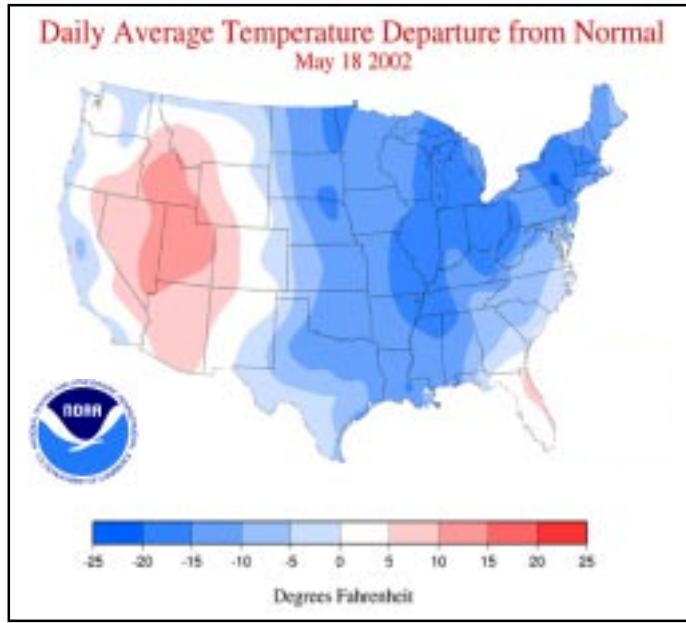 Daily Average Temperature Departure from Normal
May 18 2002
NOAA
-25 -20 -15 -10 -5 0 5 10 15 20 25
Degrees Fahrenheit